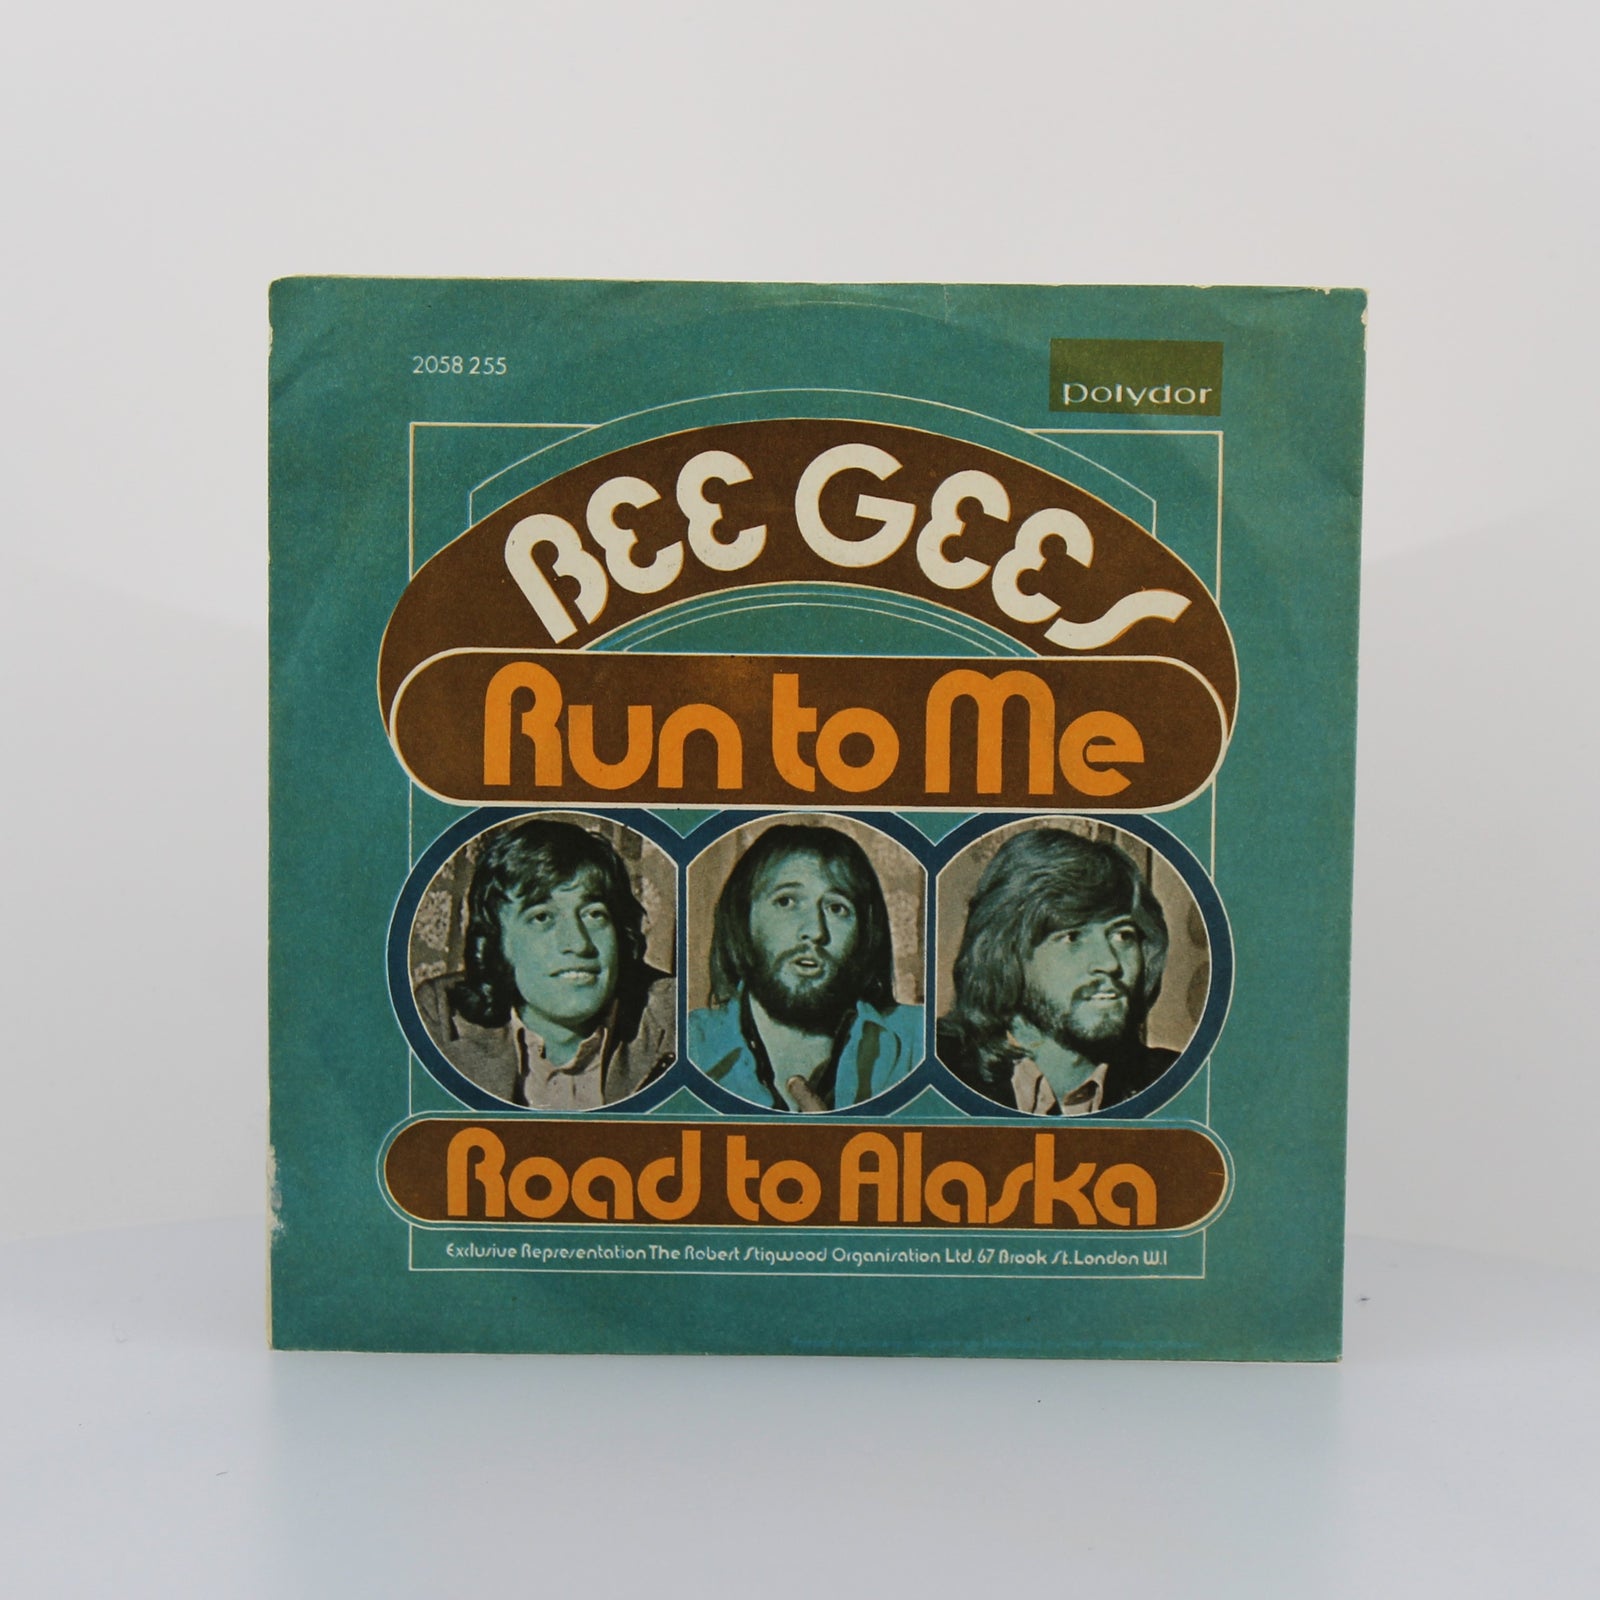 2058 255
polydor
BEE GEES
Run to Me
Road to Alaska
Exclusive Representation The Robert Stigwood Organisation Ltd. 67 Brook St. London W.1